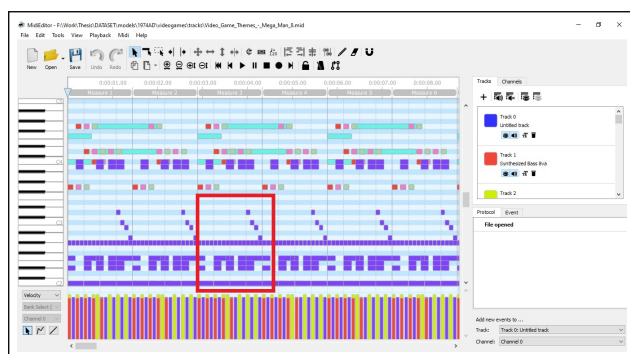 MidiEditor - F:\Work\Thesis\DATASET.models\1974AD\videogames\tracks\Video_Game_Themes_-_Mega_Man_8.mid
File Edit Tools View Playback Midi Help
New Open Save Undo Redo
0:00:01.00 0:00:02.00 0:00:03.00 0:00:04.00 0:00:05.00 0:00:06.00 0:00:07.00 0:00:08.00
Measure 1 Measure 2 Measure 3 Measure 4 Measure 5 Measure 6
Tracks Channels
Track 0
Untitled track
C4
Track 1
Synthesized Bass 8va
Track 2
Protocol Event
File opened
C3
C2
Velocity
Bank Select
Channel 0
Add new events to ...
Track: Track 0: Untitled track
Channel: Channel 0